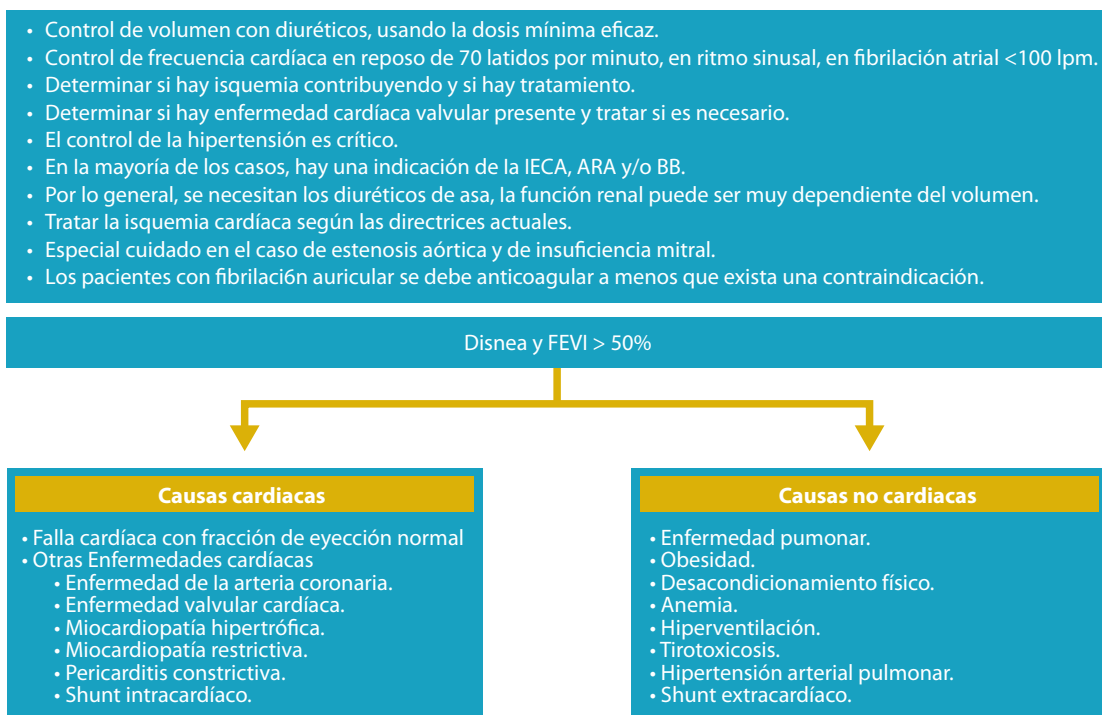 • Control de volumen con diuréticos, usando la dosis mínima eficaz.
• Control de frecuencia cardíaca en reposo de 70 latidos por minuto, en ritmo sinusal, en fibrilación atrial <100 lpm.
• Determinar si hay isquemia contribuyendo y si hay tratamiento.
• Determinar si hay enfermedad cardíaca valvular presente y tratar si es necesario.
• El control de la hipertensión es crítico.
• En la mayoría de los casos, hay una indicación de la IECA, ARA y/o BB.
• Por lo general, se necesitan los diuréticos de asa, la función renal puede ser muy dependiente del volumen.
• Tratar la isquemia cardíaca según las directrices actuales.
• Especial cuidado en el caso de estenosis aórtica y de insuficiencia mitral.
• Los pacientes con fibrilaci6n auricular se debe anticoagular a menos que exista una contraindicación.
Disnea y FEVI > 50%
Causas cardiacas
• Falla cardíaca con fracción de eyección normal
• Otras Enfermedades cardíacas
• Enfermedad de la arteria coronaria.
• Enfermedad valvular cardíaca.
• Miocardiopatía hipertrófica.
• Miocardiopatía restrictiva.
• Pericarditis constrictiva.
• Shunt intracardíaco.
Causas no cardiacas
• Enfermedad pumonar.
• Obesidad.
• Desacondicionamiento físico.
• Anemia.
• Hiperventilación.
• Tirotoxicosis.
• Hipertensión arterial pulmonar.
• Shunt extracardíaco.